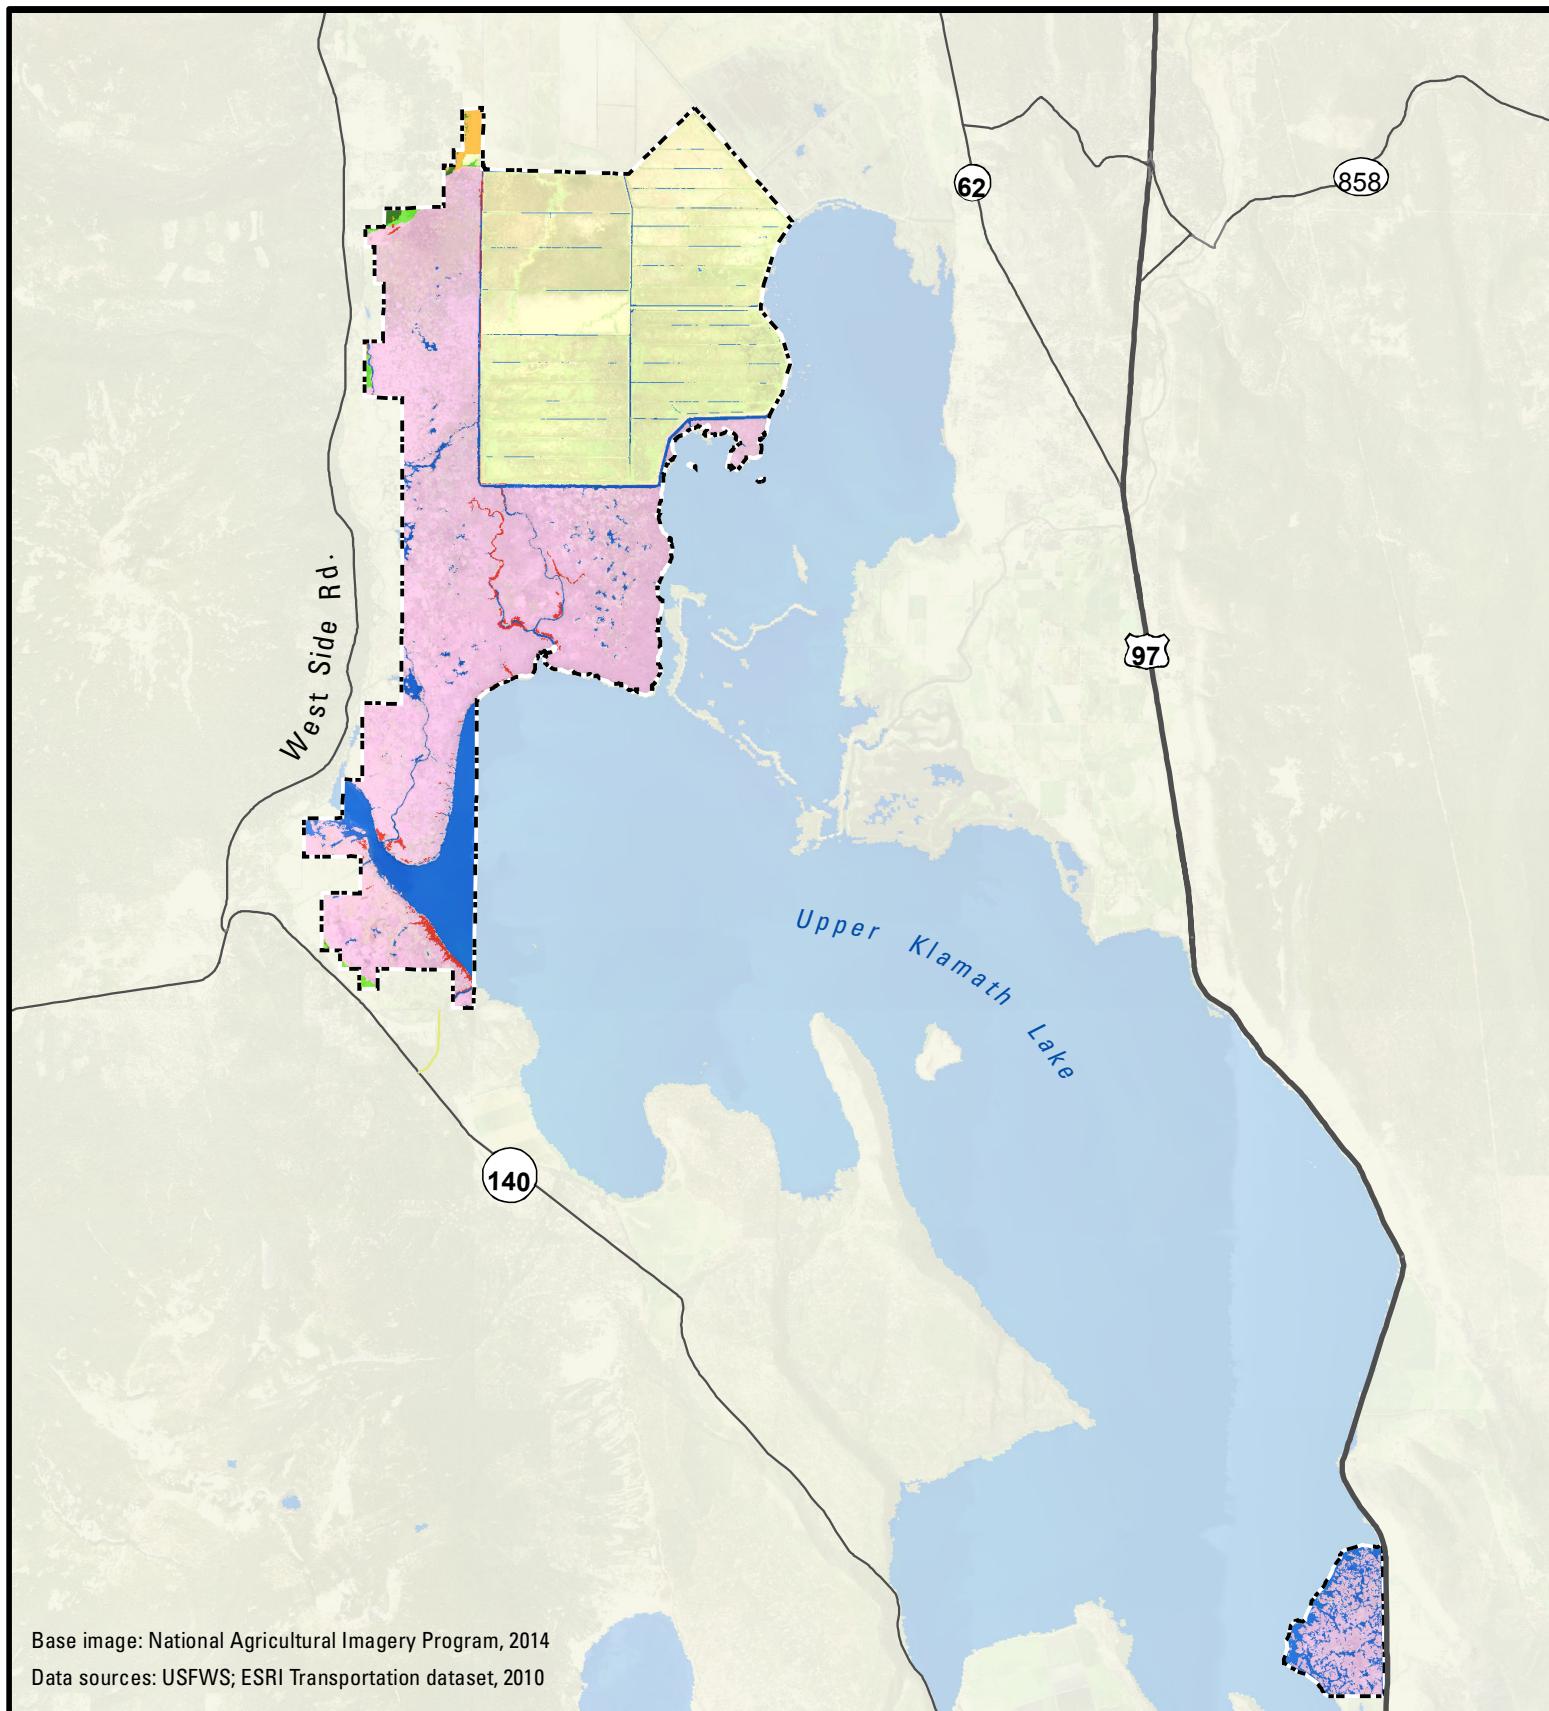 62
858
West Side Rd.
97
Upper Klamath Lake
140
Base image: National Agricultural Imagery Program, 2014
Data sources: USFWS; ESRI Transportation dataset, 2010